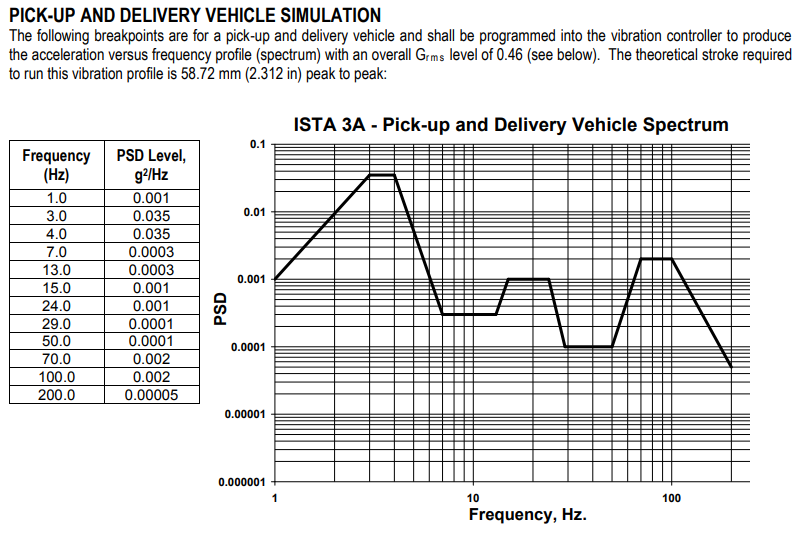 PICK-UP AND DELIVERY VEHICLE SIMULATION
The following breakpoints are for a pick-up and delivery vehicle and shall be programmed into the vibration controller to produce
the acceleration versus frequency profile (spectrum) with an overall Grms level of 0.46 (see below). The theoretical stroke required
to run this vibration profile is 58.72 mm (2.312 in) peak to peak:
Frequency (Hz) PSD Level, g²/Hz
1.0 0.001
3.0 0.035
4.0 0.035
7.0 0.0003
13.0 0.0003
15.0 0.001
24.0 0.001
29.0 0.0001
50.0 0.0001
70.0 0.002
100.0 0.002
200.0 0.00005
ISTA 3A - Pick-up and Delivery Vehicle Spectrum
PSD
0.1
0.01
0.001
0.0001
0.00001
0.000001
1 10 100
Frequency, Hz.